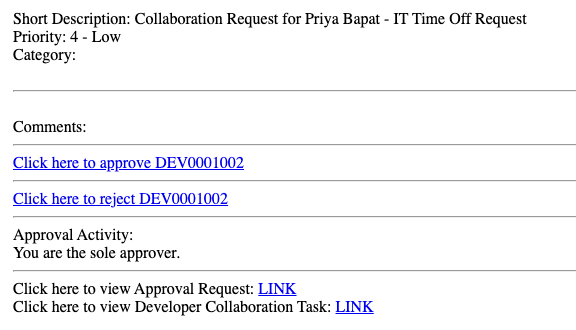 Short Description: Collaboration Request for Priya Bapat - IT Time Off Request
Priority: 4 - Low
Category:
Comments:
Click here to approve DEV0001002
Click here to reject DEV0001002
Approval Activity:
You are the sole approver.
Click here to view Approval Request: LINK
Click here to view Developer Collaboration Task: LINK